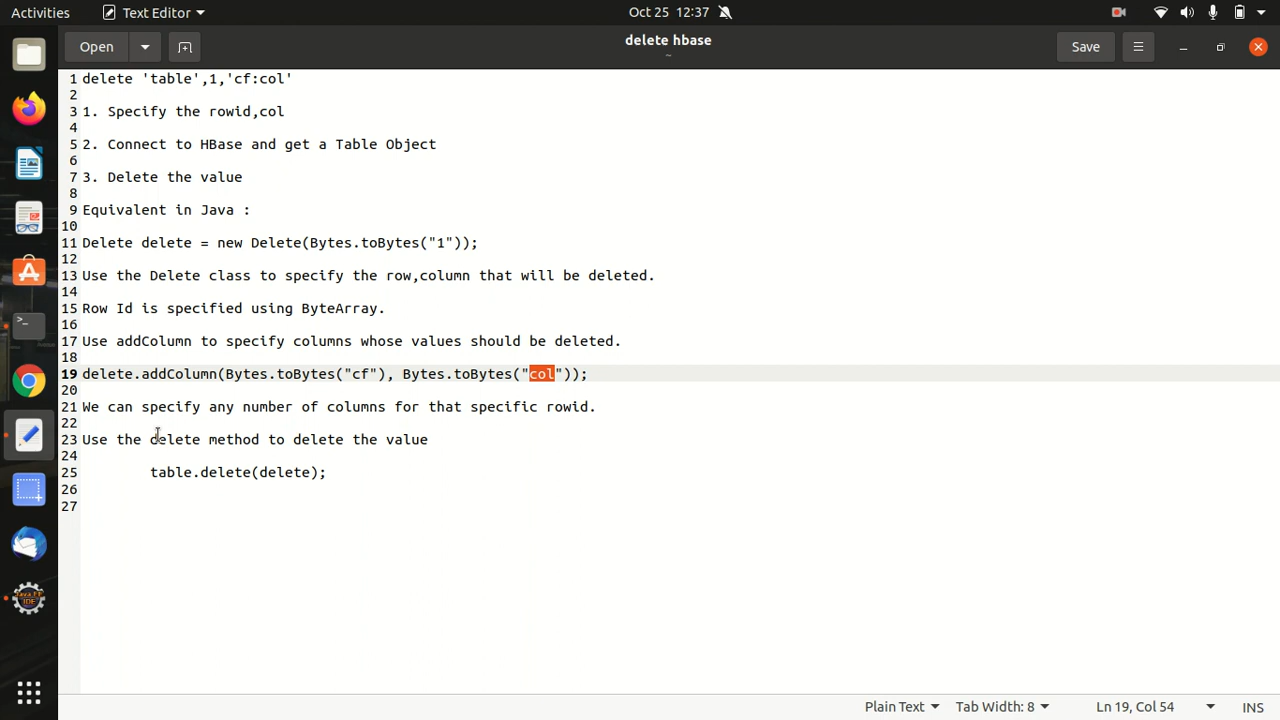 Activities
Text Editor
Oct 25 12:37
Open
delete hbase
~
Save
1 delete 'table',1,'cf:col'
2
3 1. Specify the rowid,col
4
5 2. Connect to HBase and get a Table Object
6
7 3. Delete the value
8
9 Equivalent in Java :
10
11 Delete delete = new Delete(Bytes.toBytes("1"));
12
13 Use the Delete class to specify the row,column that will be deleted.
14
15 Row Id is specified using ByteArray.
16
17 Use addColumn to specify columns whose values should be deleted.
18
19 delete.addColumn(Bytes.toBytes("cf"), Bytes.toBytes("col"));
20
21 We can specify any number of columns for that specific rowid.
22
23 Use the delete method to delete the value
24
25 table.delete(delete);
26
27
Plain Text
Tab Width: 8
Ln 19, Col 54
INS